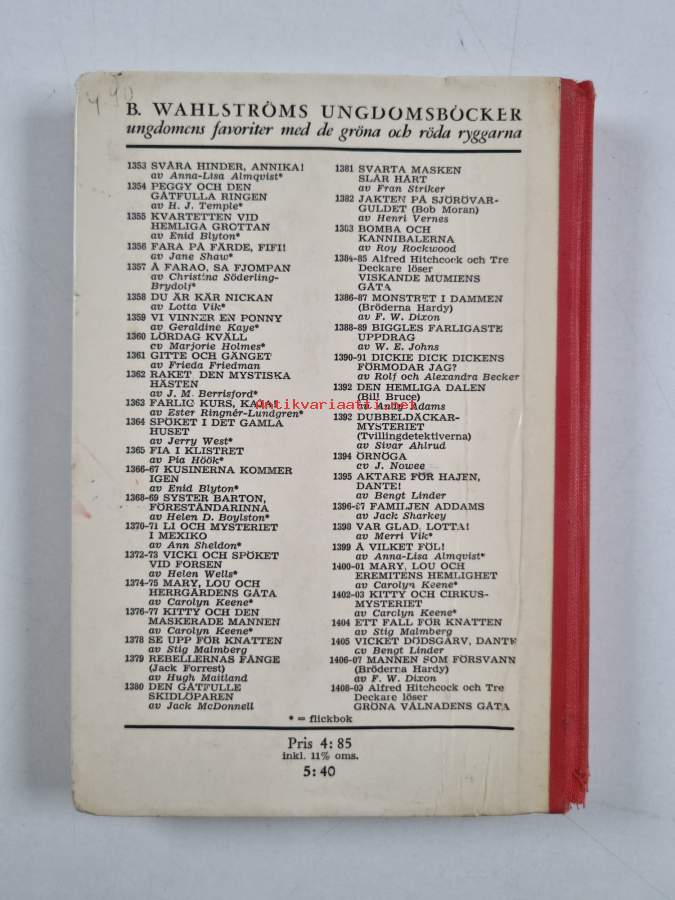 4 90
B. WAHLSTRÖMS UNGDOMSBÖCKER
ungdomens favoriter med de gröna och röda ryggarna
1353 SVÅRA HINDER, ANNIKA!
av Anna-Lisa Almqvist*
1354 PEGGY OCH DEN
GÅTFULLA RINGEN
av H. J. Temple*
1355 KVARTETTEN VID
HEMLIGA GROTTAN
av Enid Blyton*
1356 FARA PÅ FÄRDE, FIFI!
av Jane Shaw*
1357 Å FARAO, SA FJOMPAN
av Christina Söderling-
Brydolf*
1358 DU ÄR KÄR NICKAN
av Lotta Vik*
1359 VI VINNER EN PONNY
av Geraldine Kaye*
1360 LÖRDAG KVÄLL
cv Marjorie Holmes*
1361 GITTE OCH GÄNGET
av Frieda Friedman
1362 RAKET, DEN MYSTISKA
HÄSTEN
av J. M. Berrisford*
1363 FARLIG KURS, KAJA!
av Ester Ringnér-Lundgren*
1364 SPÖKET I DET GAMLA
HUSET
av Jerry West*
1365 FIA I KLISTRET
av Pia Höök*
1366-67 KUSINERNA KOMMER
IGEN
av Enid Blyton*
1368-69 SYSTER BARTON,
FÖRESTÅNDARINNA
av Helen D. Boylston*
1370-71 LI OCH MYSTERIET
I MEXIKO
av Ann Sheldon*
1372-73 VICKI OCH SPÖKET
VID FORSEN
av Helen Wells*
1374-75 MARY, LOU OCH
HERRGÅRDENS GÅTA
av Carolyn Keene*
1376-77 KITTY OCH DEN
MASKERADE MANNEN
av Carolyn Keene*
1378 SE UPP FÖR KNATTEN
av Stig Malmberg
1379 REBELLERNAS FÅNGE
(Jack Forrest)
av Hugh Maitland
1380 DEN GÅTFULLE
SKIDLÖPAREN
av Jack McDonnell
1381 SVARTA MASKEN
SLÅR HÅRT
av Fran Striker
1382 JAKTEN PÅ SJÖRÖVAR-
GULDET (Bob Moran)
av Henri Vernes
1383 BOMBA OCH
KANNIBALERNA
av Roy Rockwood
1384-85 Alfred Hitchcock och Tre
Deckare löser
VISKANDE MUMIENS
GÅTA
1386-87 MONSTRET I DAMMEN
(Bröderna Hardy)
av F. W. Dixon
1388-89 BIGGLES FARLIGASTE
UPPDRAG
av W. E. Johns
1390-91 DICKIE DICK DICKENS
FÖRMODAR JAG?
av Rolf och Alexandra Becker
1392 DEN HEMLIGA DALEN
(Bill Bruce)
av Andy Adams
1392 DUBBELDÄCKAR-
MYSTERIET
(Tvillingdetektiverna)
av Sivar Ahlrud
1394 ÖRNÖGA
cv J. Nowee
1395 AKTARE FÖR HAJEN,
DANTE!
av Bengt Linder
1396-97 FAMILJEN ADDAMS
av Jack Sharkey
1398 VAR GLAD, LOTTA!
av Merri Vik*
1399 Å VILKET FÖL!
av Anna-Lisa Almqvist*
1400-01 MARY, LOU OCH
EREMITENS HEMLIGHET
av Carolyn Keene*
1402-03 KITTY OCH CIRKUS-
MYSTERIET
av Carolyn Keene*
1404 ETT FALL FÖR KNATTEN
av Stig Malmberg
1405 VICKET DÖDSGARV, DANTE
cv Bengt Linder
1406-07 MANNEN SOM FÖRSVANN
(Bröderna Hardy)
av F. W. Dixon
1408-09 Alfred Hitchcock och Tre
Deckare löser
GRÖNA VÅLNADENS GÅTA
* = flickbok
Pris 4: 85
inkl. 11% oms.
5: 40
Antikvariaatti.net